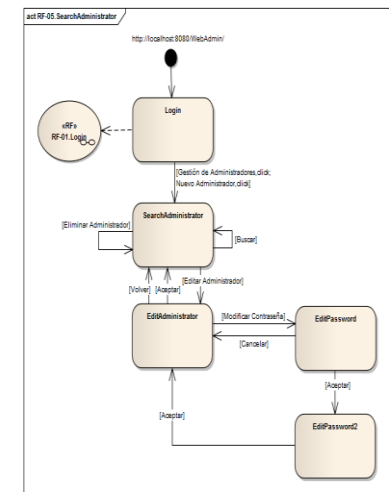 act RF-05.SearchAdministrator
http://localhost:8080/WebAdmin/
Login
«RF»
RF-01.Login
[Gestión de Administradores,click;
Nuevo Administrador,click]
SearchAdministrator
[Eliminar Administrador]
[Buscar]
[Editar Administrador]
[Volver]
[Aceptar]
EditAdministrator
[Modificar Contraseña]
EditPassword
[Cancelar]
[Aceptar]
[Aceptar]
EditPassword2